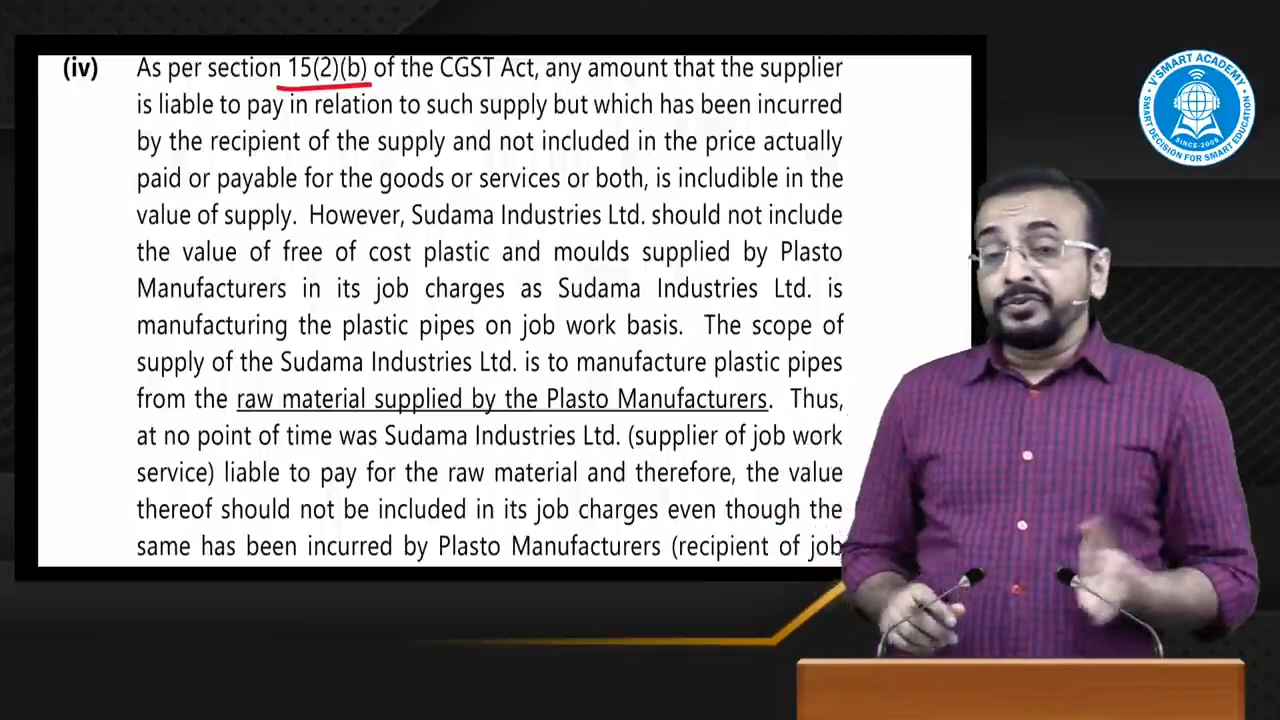 (iv) As per section 15(2)(b) of the CGST Act, any amount that the supplier
is liable to pay in relation to such supply but which has been incurred
by the recipient of the supply and not included in the price actually
paid or payable for the goods or services or both, is includible in the
value of supply. However, Sudama Industries Ltd. should not include
the value of free of cost plastic and moulds supplied by Plasto
Manufacturers in its job charges as Sudama Industries Ltd. is
manufacturing the plastic pipes on job work basis. The scope of
supply of the Sudama Industries Ltd. is to manufacture plastic pipes
from the raw material supplied by the Plasto Manufacturers. Thus,
at no point of time was Sudama Industries Ltd. (supplier of job work
service) liable to pay for the raw material and therefore, the value
thereof should not be included in its job charges even though the
same has been incurred by Plasto Manufacturers (recipient of job
V'SMART ACADEMY
SINCE-2009
SMART DECISION FOR SMART EDUCATION